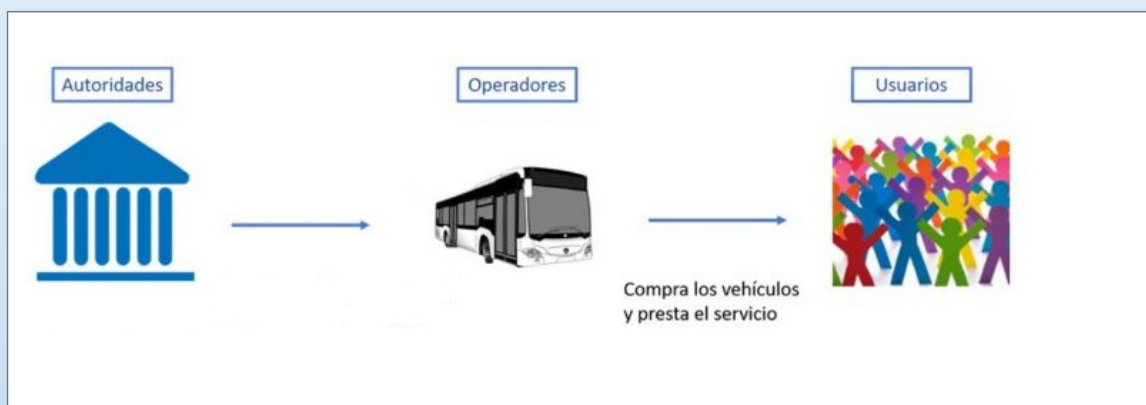 Autoridades
Operadores
Usuarios
Compra los vehículos
y presta el servicio